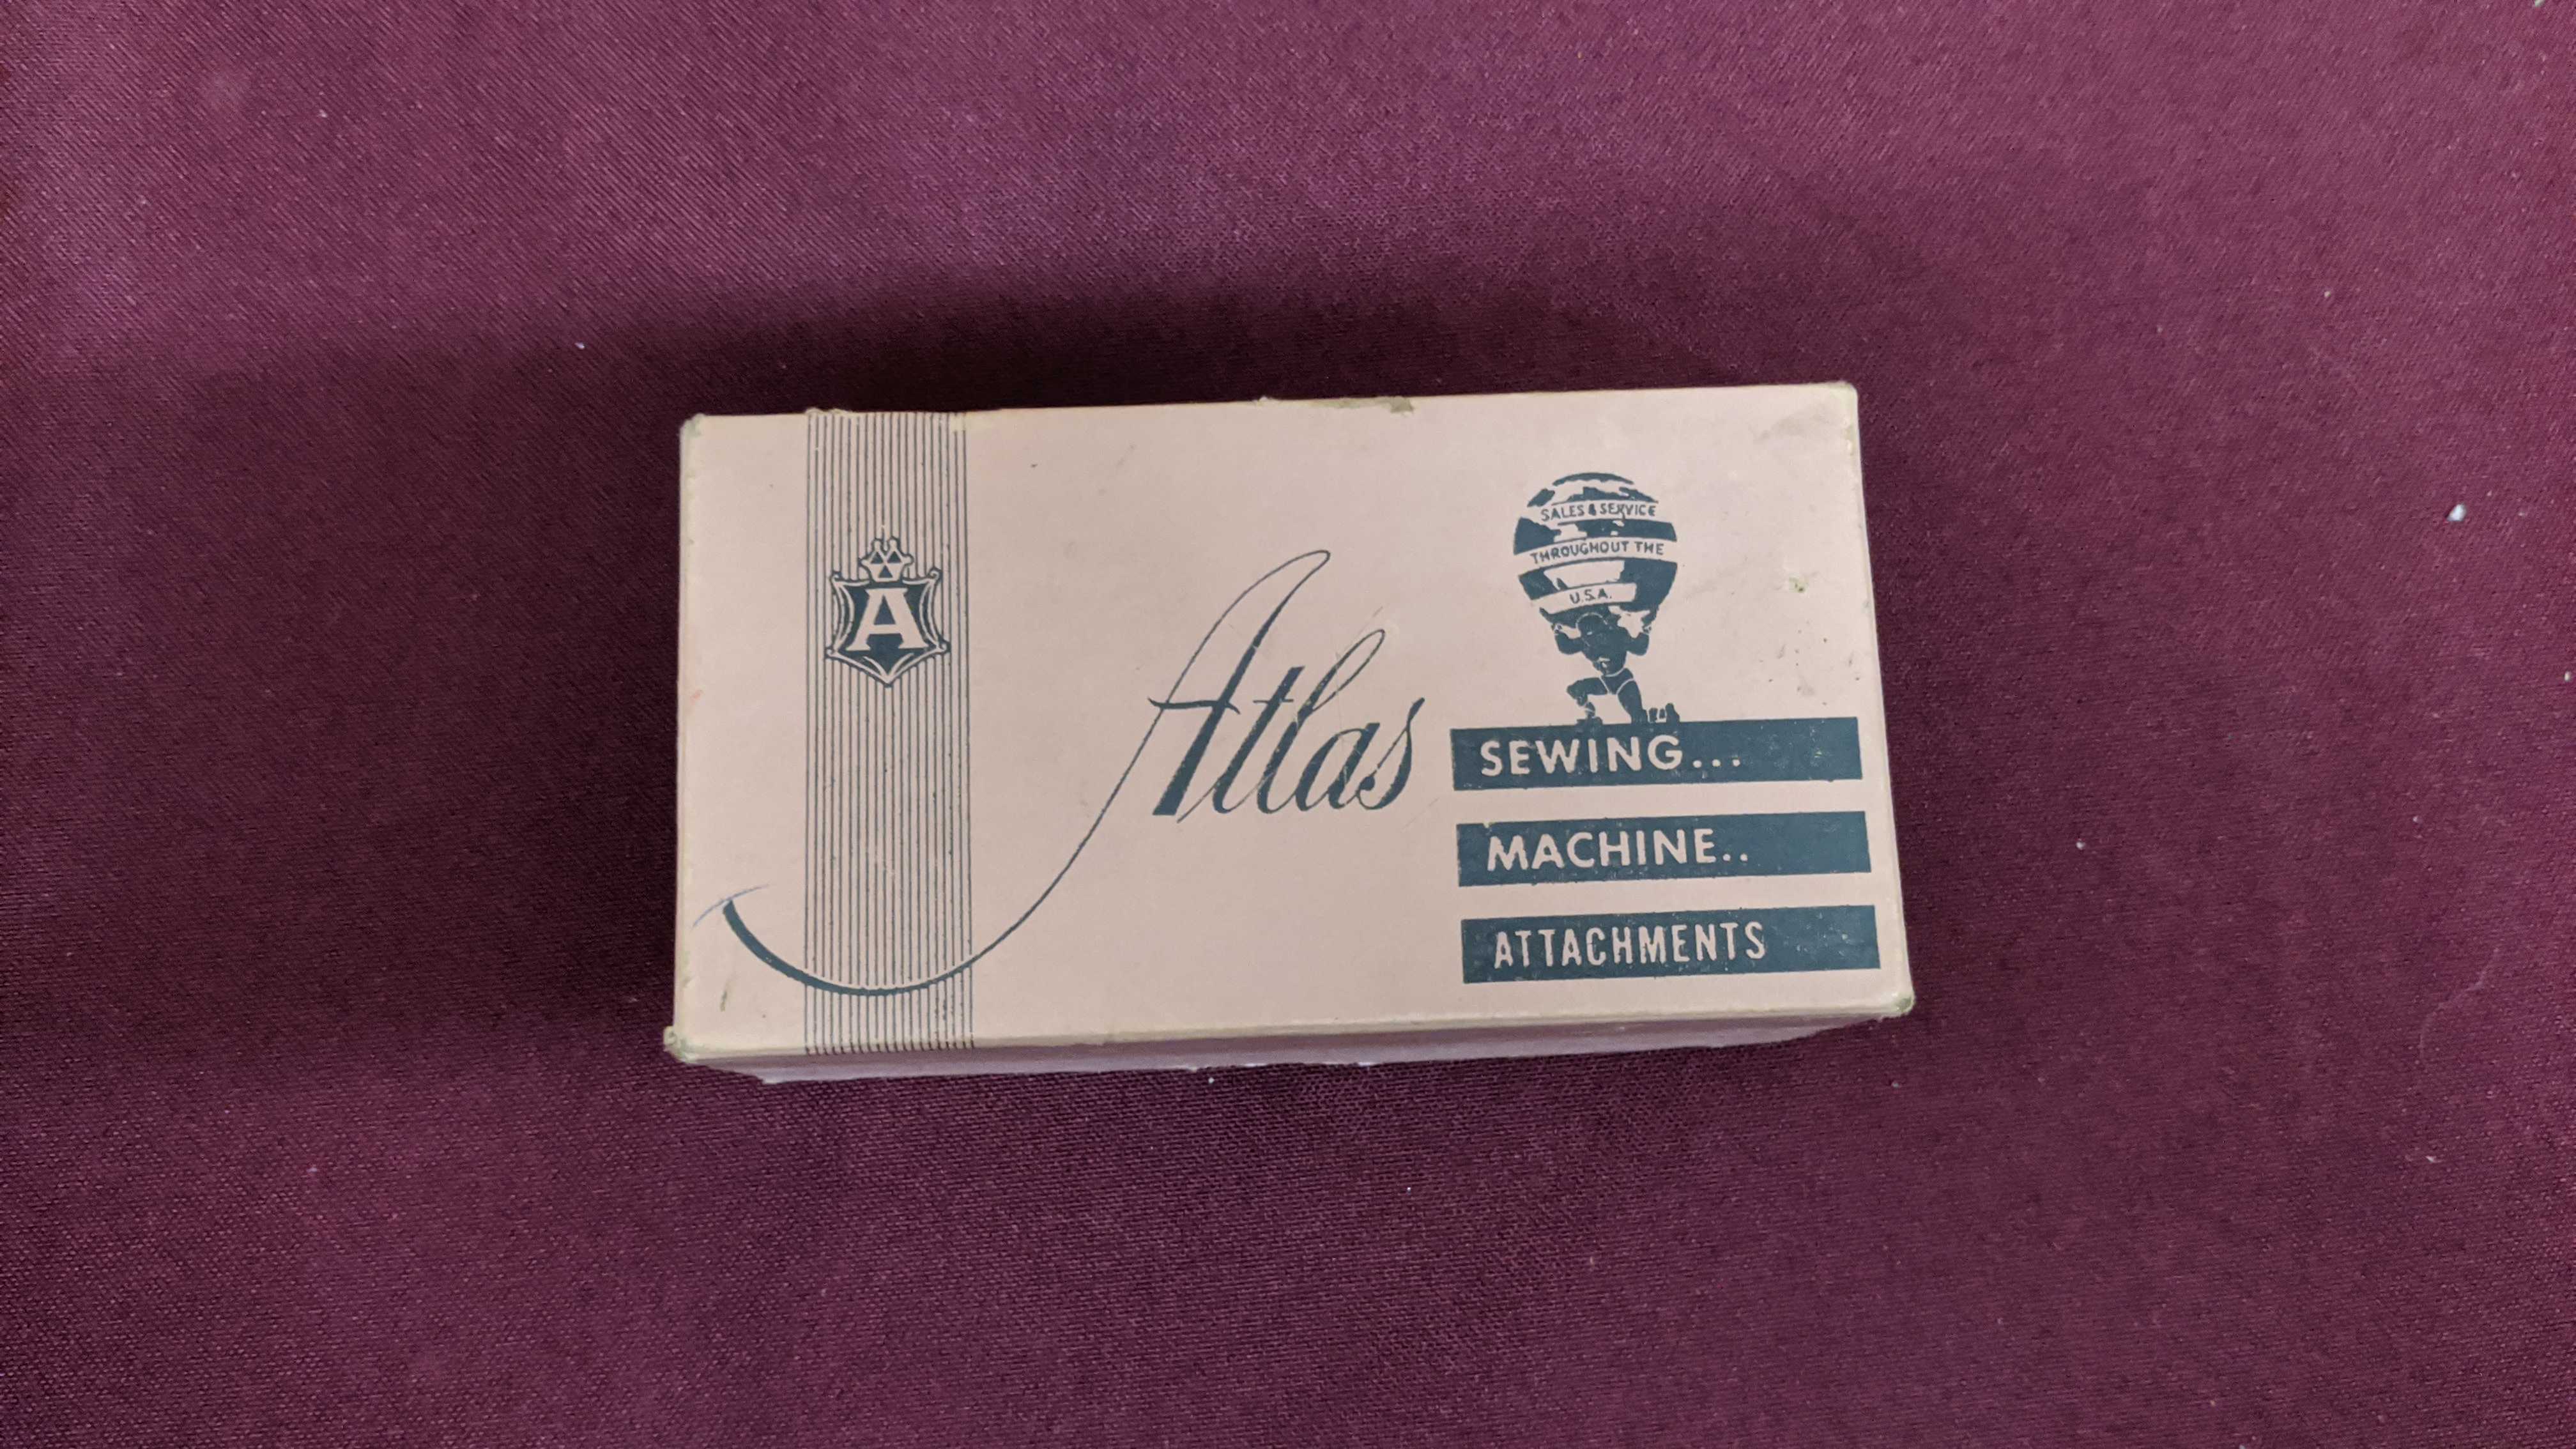 A
Atlas
SALES & SERVICE
THROUGHOUT THE
U.S.A.
SEWING...
MACHINE..
ATTACHMENTS